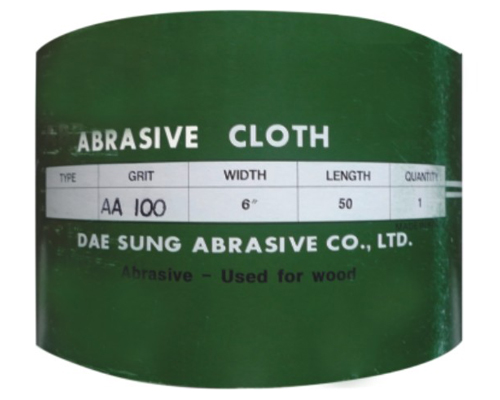 ABRASIVE CLOTH
TYPE GRIT WIDTH LENGTH QUANTITY
AA 100 6" 50 1
DAE SUNG ABRASIVE CO., LTD.
Abrasive - Used for wood